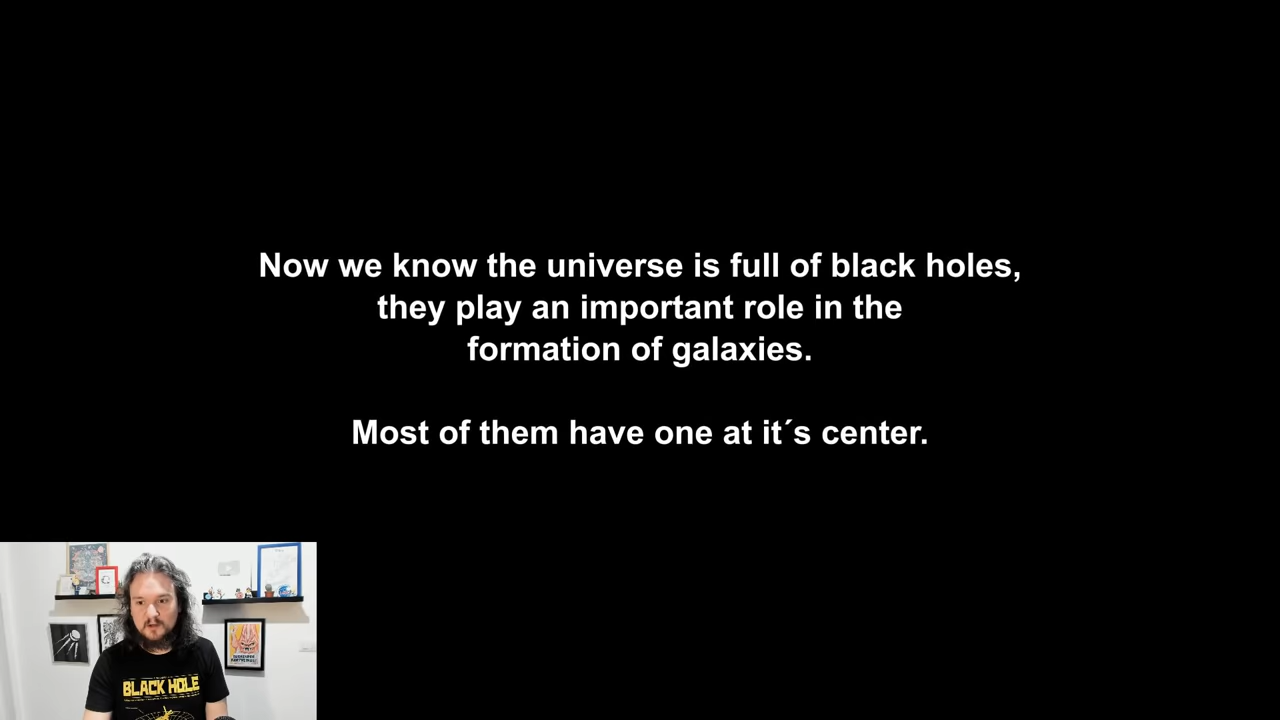 Now we know the universe is full of black holes,
they play an important role in the
formation of galaxies.
Most of them have one at it´s center.
BLACK HOLE